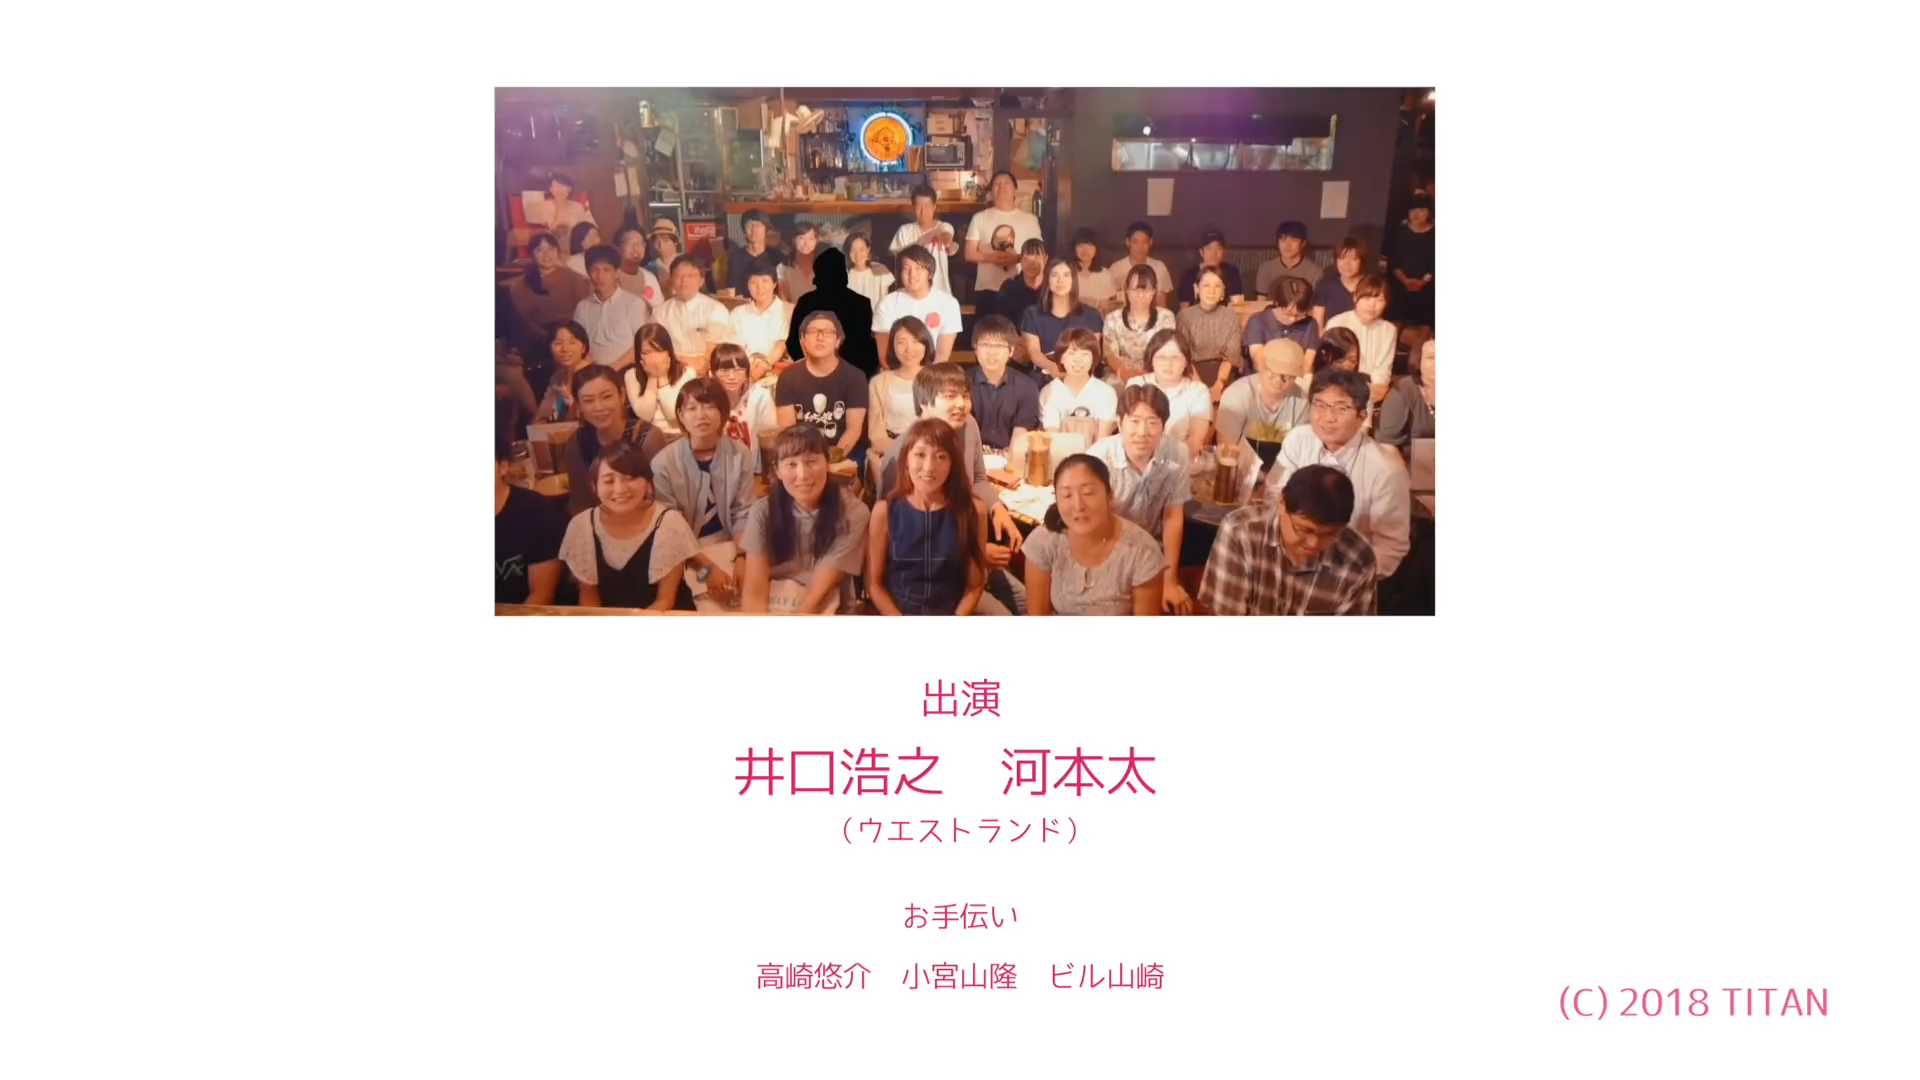 出演
井口浩之　河本太
（ウエストランド）
お手伝い
高崎悠介　小宮山隆　ビル山崎
(C) 2018 TITAN